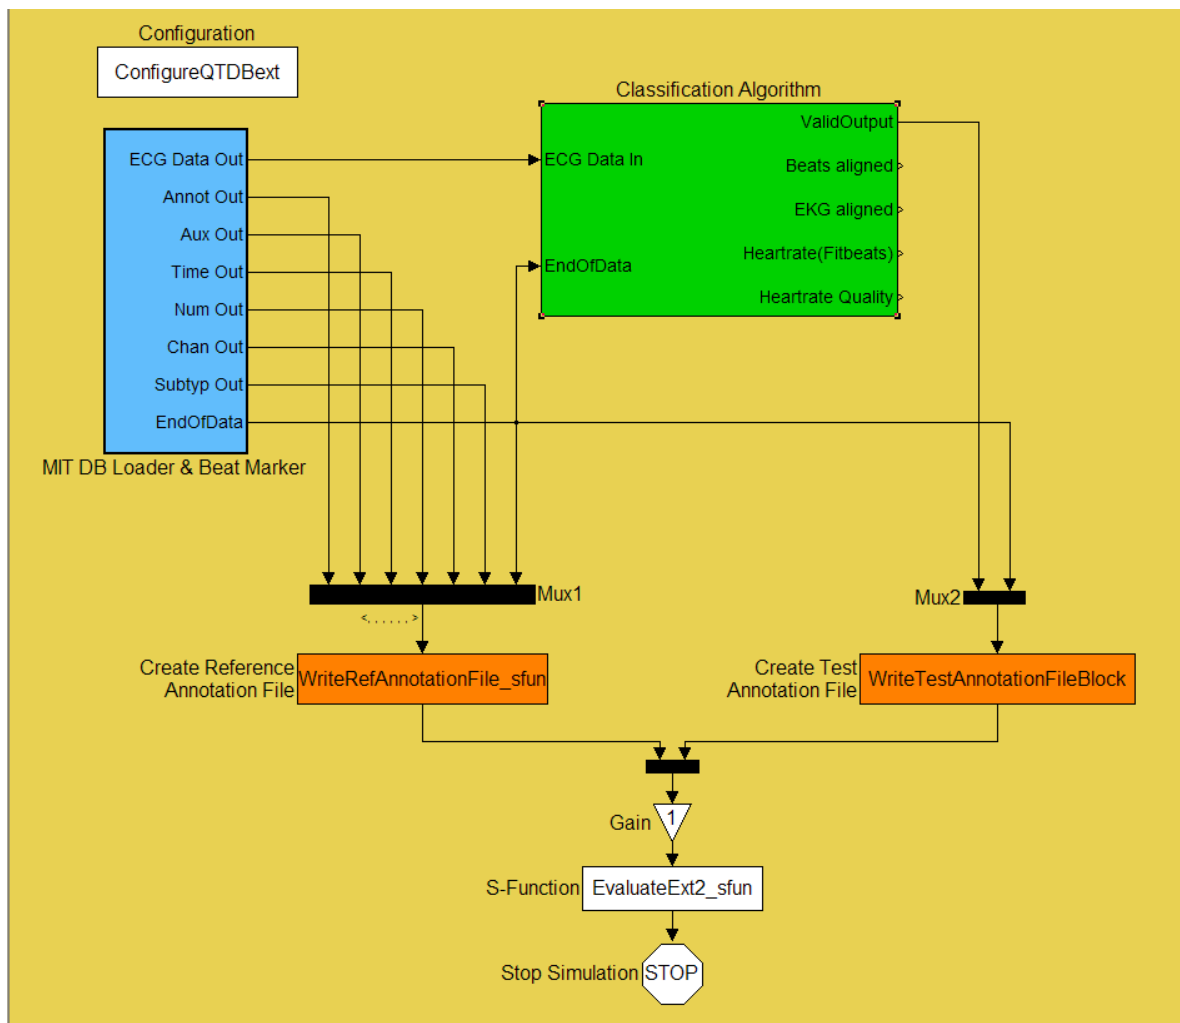 Configuration
ConfigureQTDBext
Classification Algorithm
ECG Data Out
Annot Out
Aux Out
Time Out
Num Out
Chan Out
Subtyp Out
EndOfData
MIT DB Loader & Beat Marker
ECG Data In
EndOfData
ValidOutput
Beats aligned
EKG aligned
Heartrate(Fitbeats)
Heartrate Quality
Mux1
<, , , , , , >
Mux2
Create Reference
Annotation File
WriteRefAnnotationFile_sfun
Create Test
Annotation File
WriteTestAnnotationFileBlock
Gain
1
S-Function
EvaluateExt2_sfun
Stop Simulation
STOP